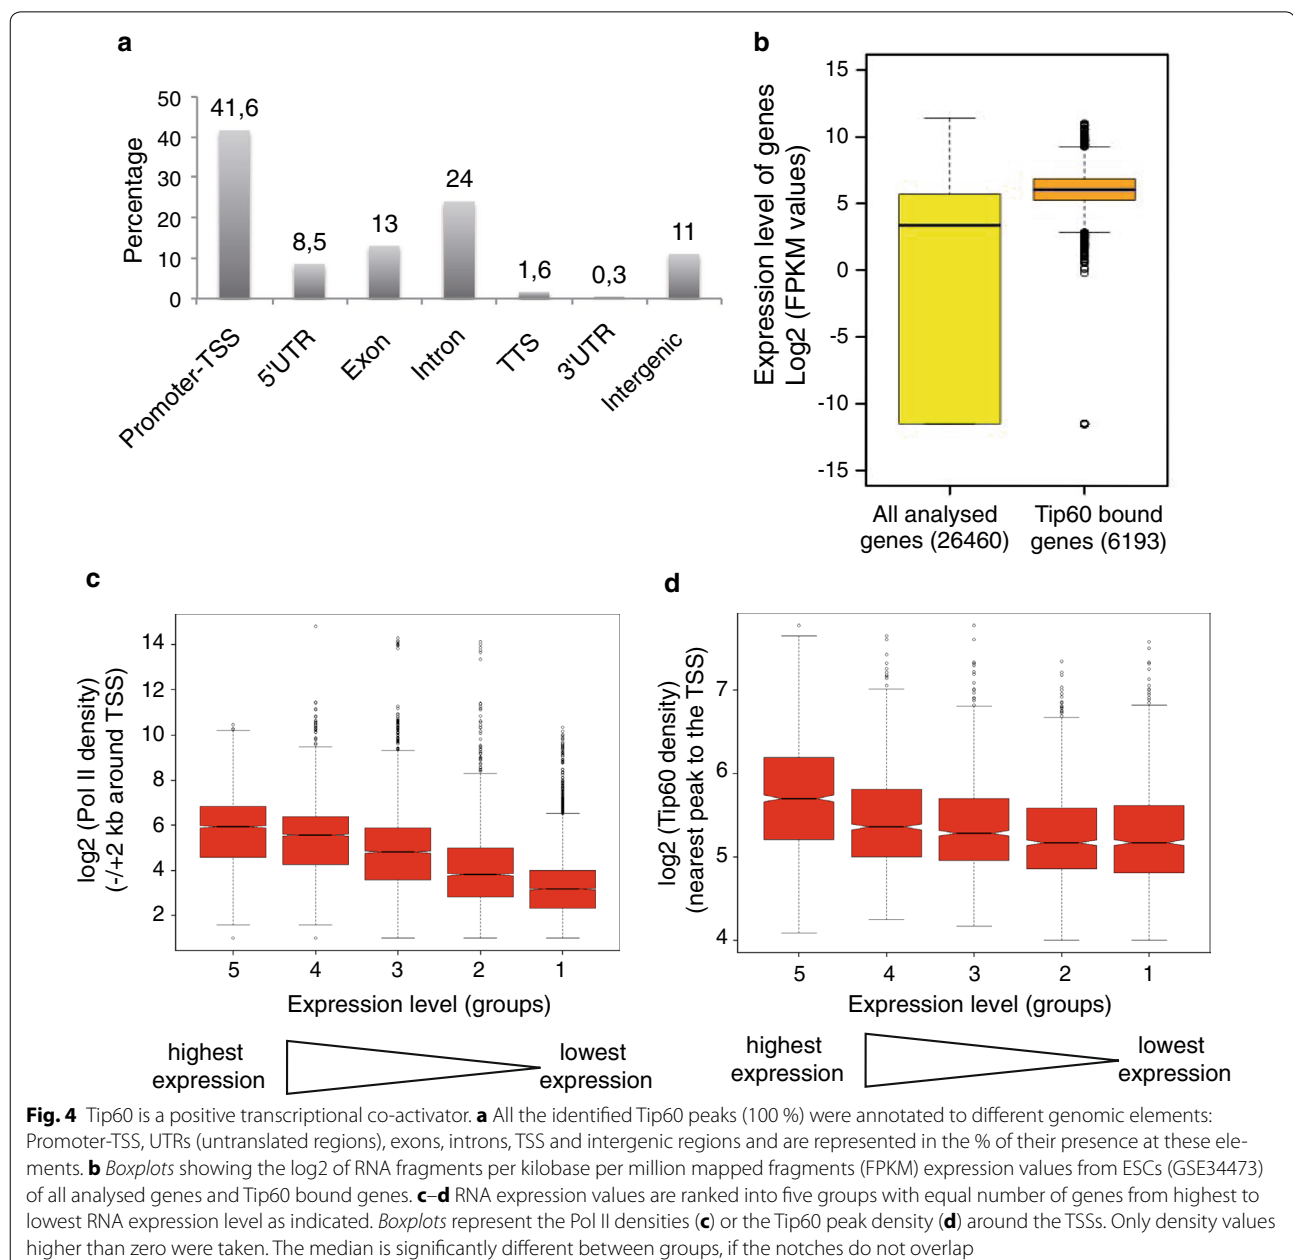 a
50
40
30
20
10
0
Percentage
41,6
8,5
13
24
1,6
0,3
11
Promoter-TSS
5'UTR
Exon
Intron
TTS
3'UTR
Intergenic
b
Expression level of genes
Log2 (FPKM values)
15
10
5
0
-5
-10
-15
All analysed
genes (26460)
Tip60 bound
genes (6193)
c
log2 (Pol II density)
(-/+2 kb around TSS)
14
12
10
8
6
4
2
5 4 3 2 1
Expression level (groups)
highest
expression
lowest
expression
d
log2 (Tip60 density)
(nearest peak to the TSS)
7
6
5
4
5 4 3 2 1
Expression level (groups)
highest
expression
lowest
expression
Fig. 4 Tip60 is a positive transcriptional co-activator. a All the identified Tip60 peaks (100 %) were annotated to different genomic elements:
Promoter-TSS, UTRs (untranslated regions), exons, introns, TSS and intergenic regions and are represented in the % of their presence at these ele-
ments. b Boxplots showing the log2 of RNA fragments per kilobase per million mapped fragments (FPKM) expression values from ESCs (GSE34473)
of all analysed genes and Tip60 bound genes. c–d RNA expression values are ranked into five groups with equal number of genes from highest to
lowest RNA expression level as indicated. Boxplots represent the Pol II densities (c) or the Tip60 peak density (d) around the TSSs. Only density values
higher than zero were taken. The median is significantly different between groups, if the notches do not overlap